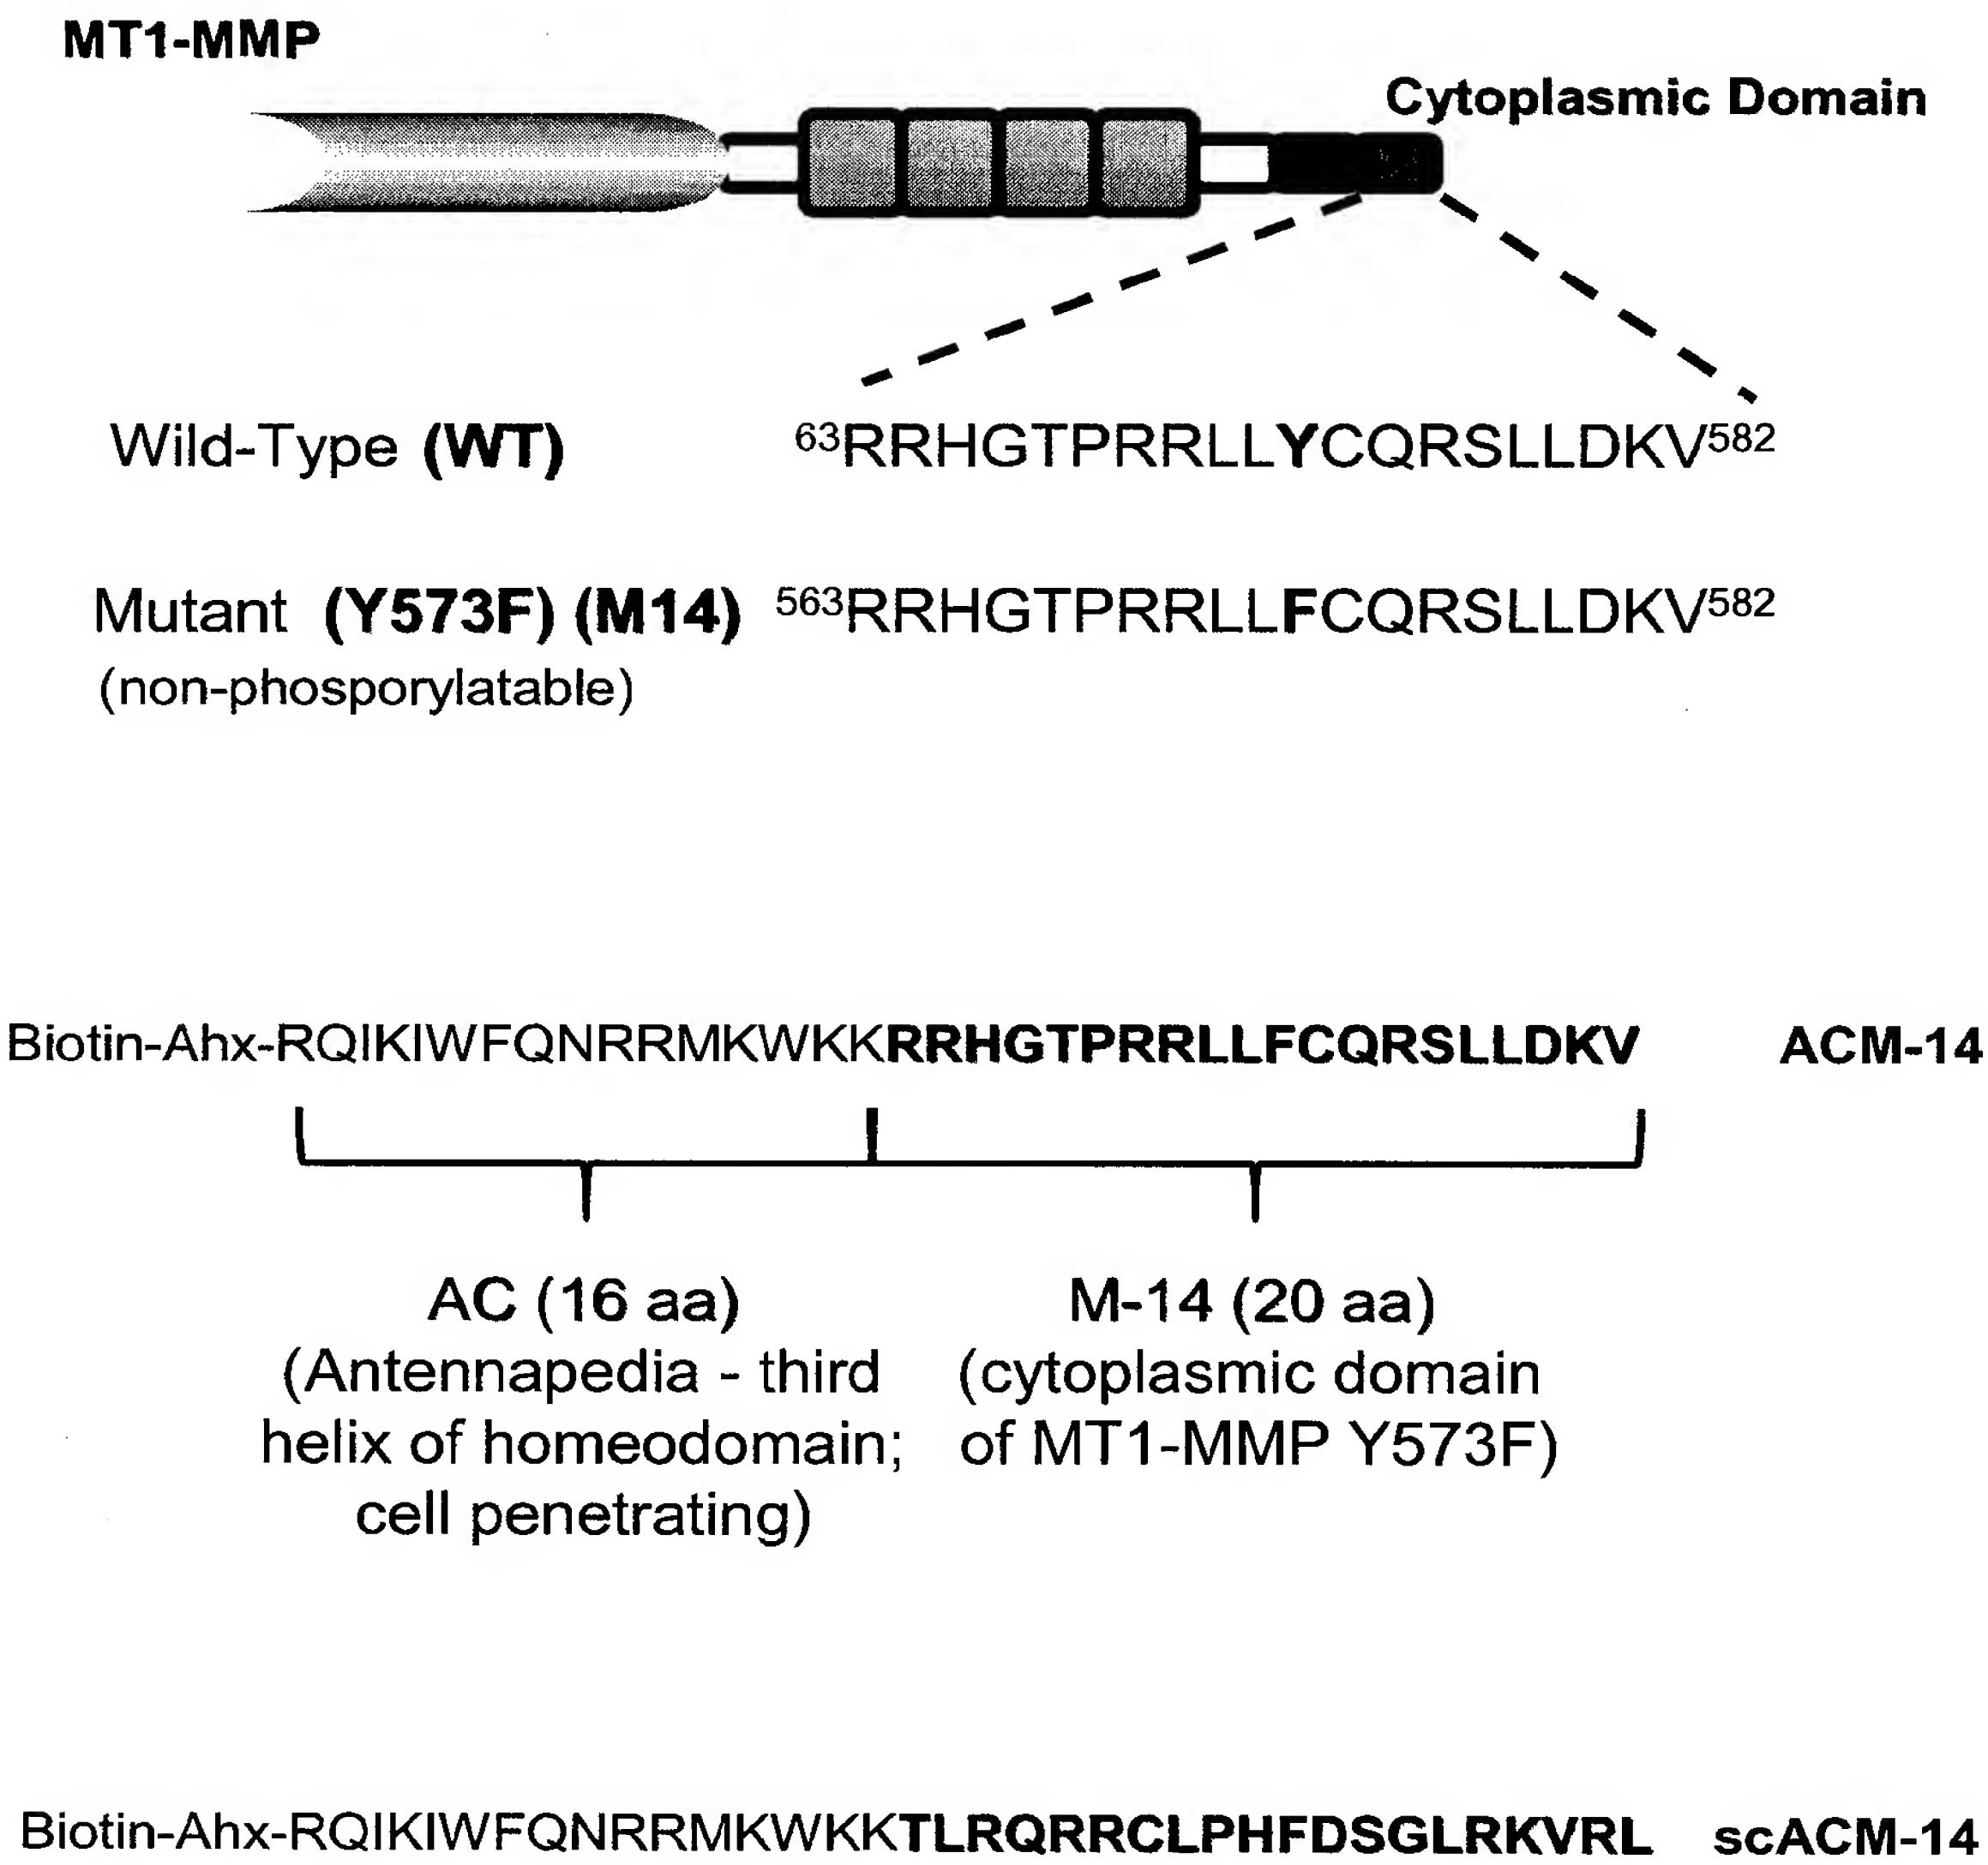 MT1-MMP
Cytoplasmic Domain
Wild-Type (WT) ⁶³RRHGTPRRLLYCQRSLLDKV⁵⁸²
Mutant (Y573F) (M14) ⁵⁶³RRHGTPRRLLFCQRSLLDKV⁵⁸²
(non-phosporylatable)
Biotin-Ahx-RQIKIWFQNRRMKWKKRRHGTPRRLLFCQRSLLDKV ACM-14
AC (16 aa) M-14 (20 aa)
(Antennapedia - third (cytoplasmic domain
helix of homeodomain; of MT1-MMP Y573F)
cell penetrating)
Biotin-Ahx-RQIKIWFQNRRMKWKKTLRQRRCLPHFDSGLRKVRL scACM-14